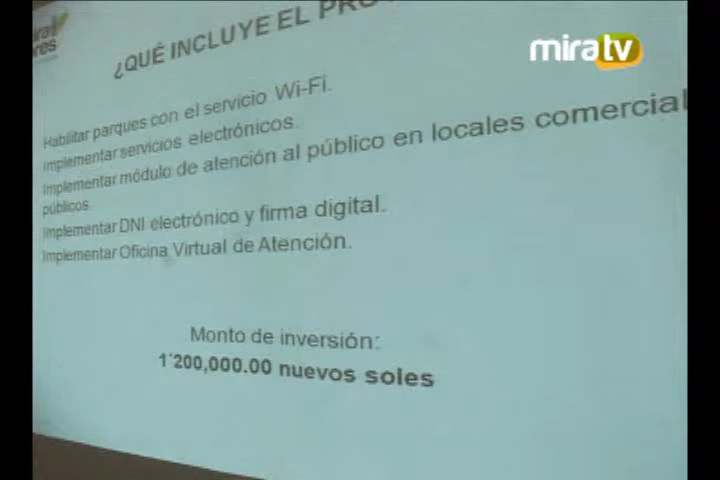 miratv
¿QUÉ INCLUYE EL
Habilitar parques con el servicio Wi-Fi.
Implementar servicios electrónicos.
Implementar módulo de atención al público en locales comercial
públicos.
Implementar DNI electrónico y firma digital.
Implementar Oficina Virtual de Atención.
Monto de inversión:
1'200,000.00 nuevos soles